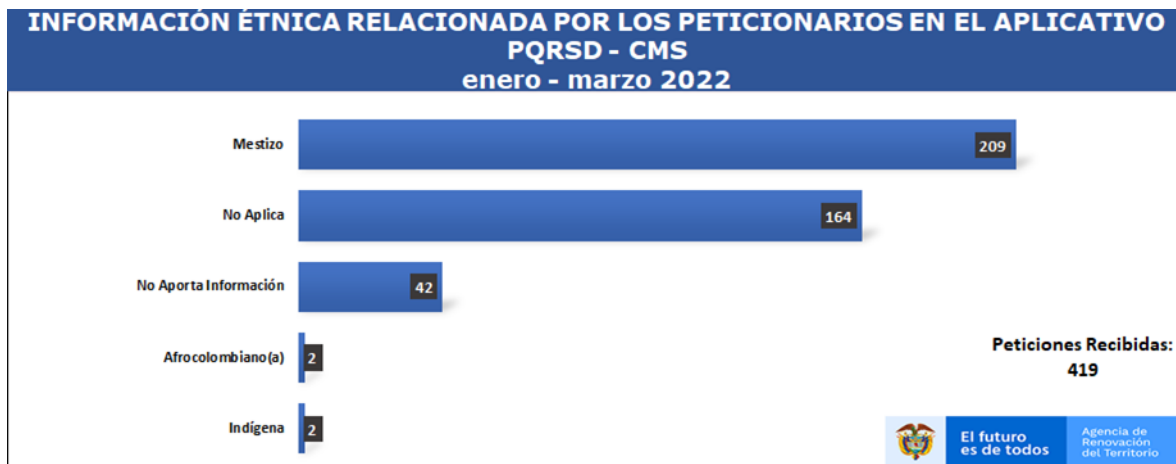 INFORMACIÓN ÉTNICA RELACIONADA POR LOS PETICIONARIOS EN EL APLICATIVO
PQRSD - CMS
enero - marzo 2022
Mestizo
209
No Aplica
164
No Aporta Información
42
Afrocolombiano(a)
2
Indígena
2
Peticiones Recibidas:
419
El futuro
es de todos
Agencia de
Renovación
del Territorio